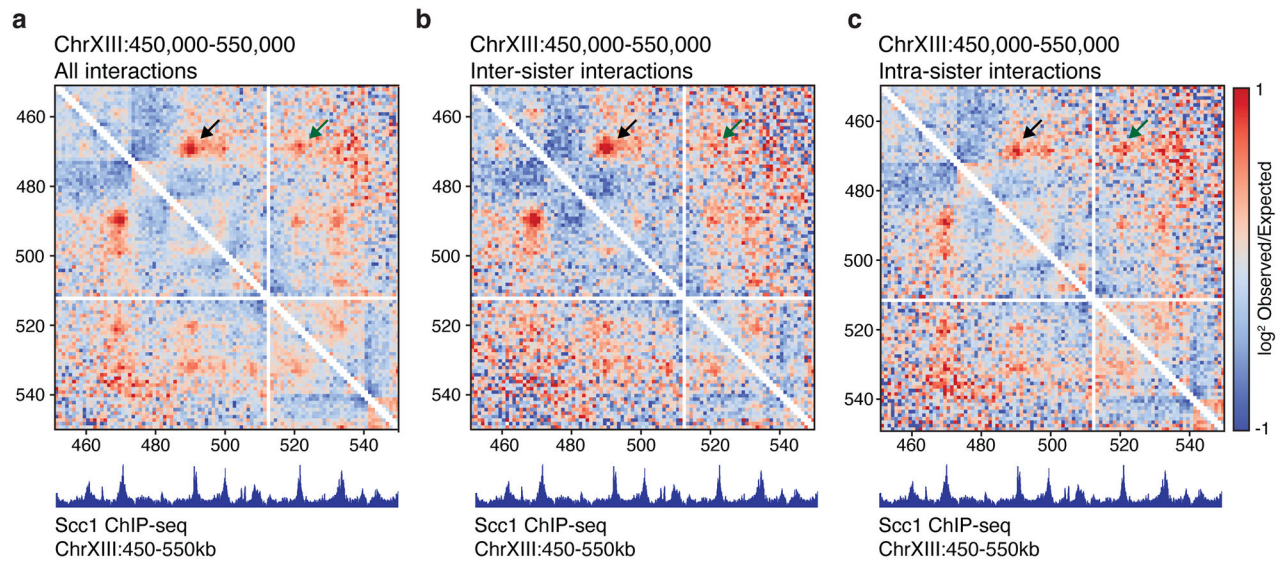 a
ChrXIII:450,000-550,000
All interactions
460
480
500
520
540
460 480 500 520 540
Scc1 ChIP-seq
ChrXIII:450-550kb
b
ChrXIII:450,000-550,000
Inter-sister interactions
460
480
500
520
540
460 480 500 520 540
Scc1 ChIP-seq
ChrXIII:450-550kb
c
ChrXIII:450,000-550,000
Intra-sister interactions
460
480
500
520
540
460 480 500 520 540
Scc1 ChIP-seq
ChrXIII:450-550kb
1
log² Observed/Expected
-1